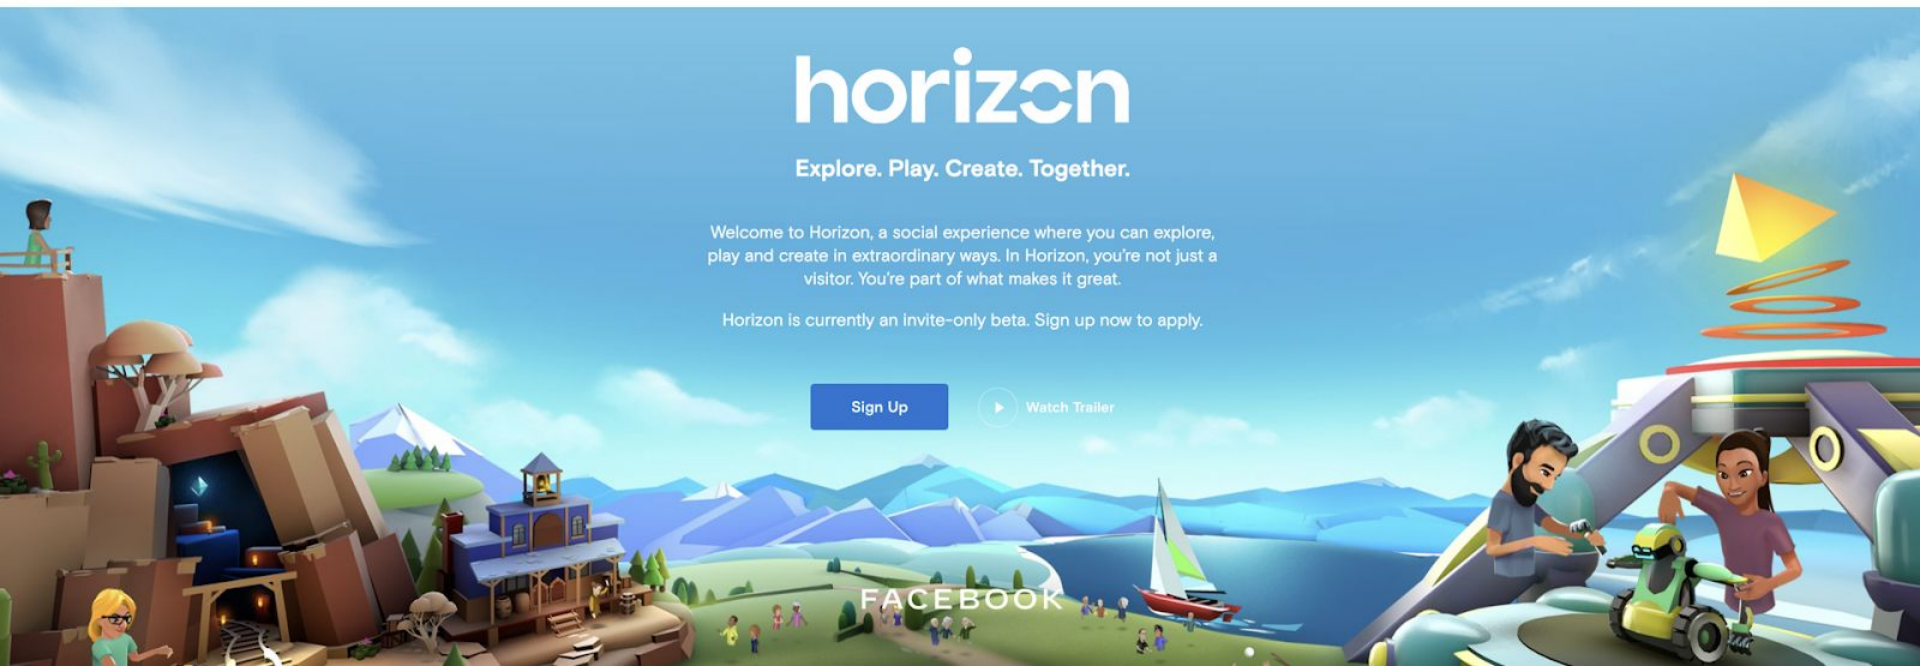 horizon
Explore. Play. Create. Together.
Welcome to Horizon, a social experience where you can explore,
play and create in extraordinary ways. In Horizon, you're not just a
visitor. You're part of what makes it great.
Horizon is currently an invite-only beta. Sign up now to apply.
Sign Up
Watch Trailer
FACEBOOK